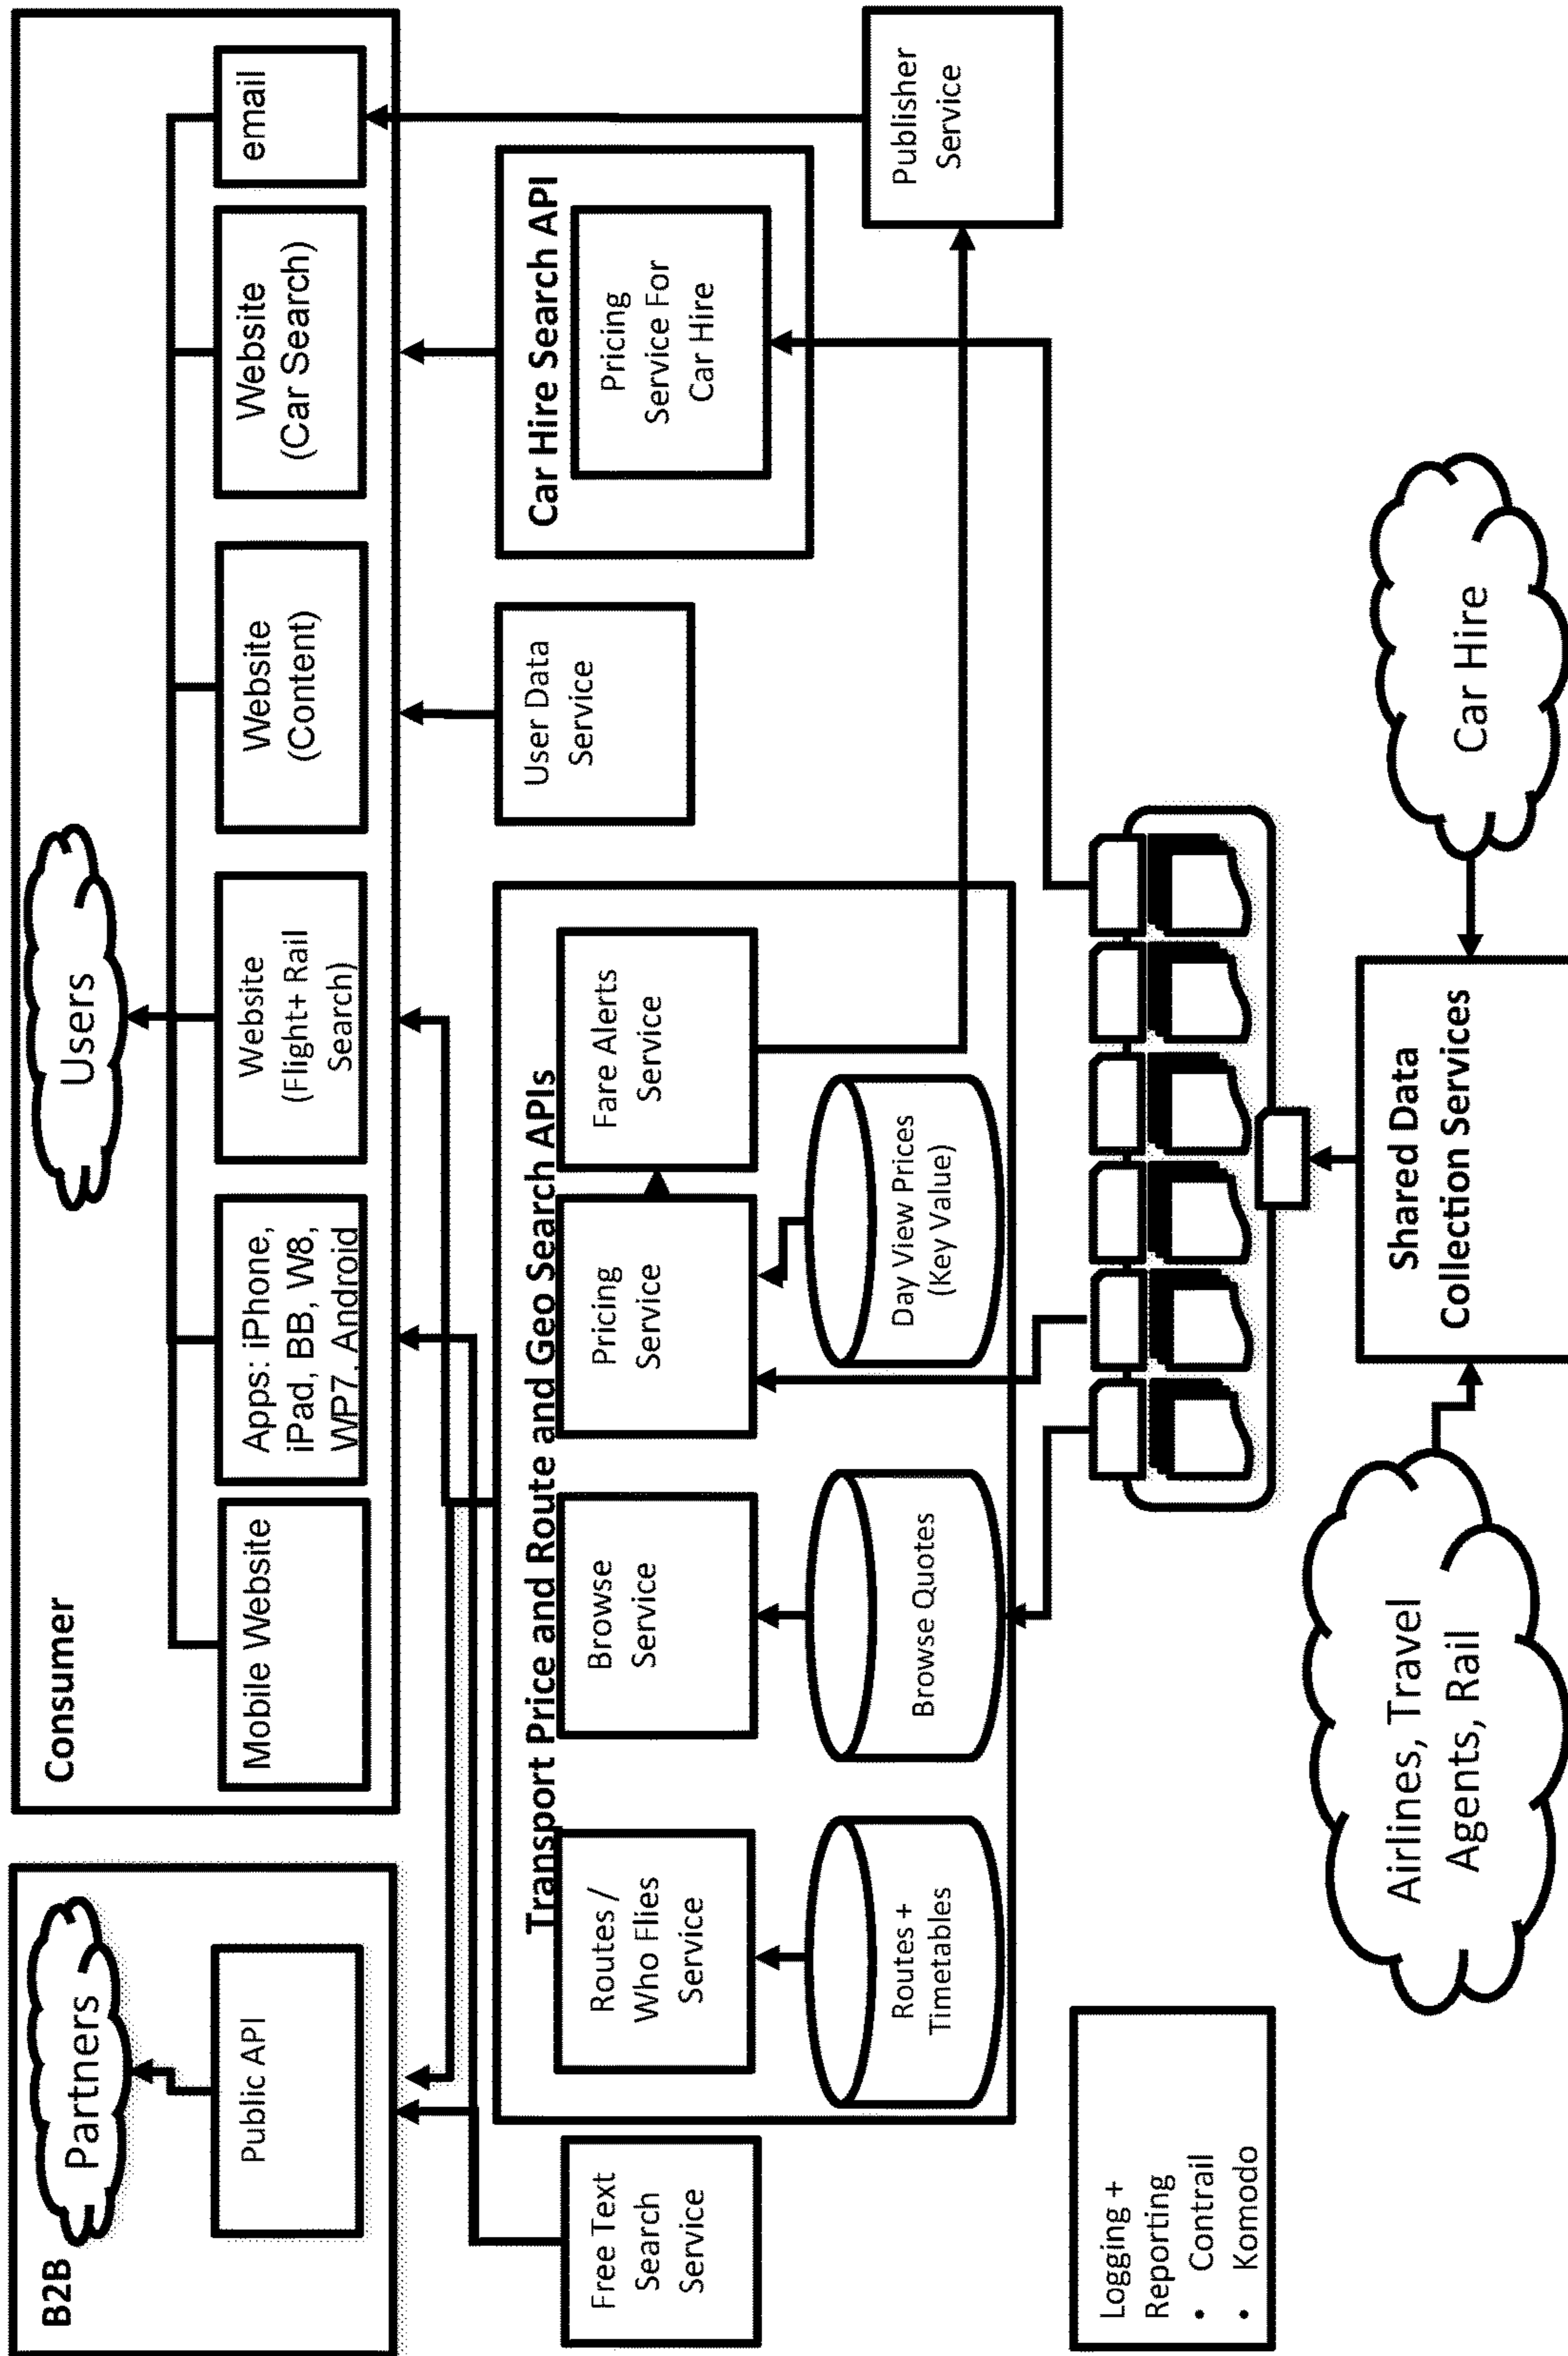 B2B
Partners
Public API
Consumer
Users
Mobile Website
Apps: iPhone,
iPad, BB, W8,
WP7, Android
Website
(Flight+ Rail
Search)
Website
(Content)
Website
(Car Search)
email
Free Text
Search
Service
Transport Price and Route and Geo Search APIs
Routes /
Who Flies
Service
Browse
Service
Pricing
Service
Fare Alerts
Service
Routes +
Timetables
Browse Quotes
Day View Prices
(Key Value)
User Data
Service
Car Hire Search API
Pricing
Service For
Car Hire
Publisher
Service
Logging +
Reporting
• Contrail
• Komodo
Airlines, Travel
Agents, Rail
Shared Data
Collection Services
Car Hire